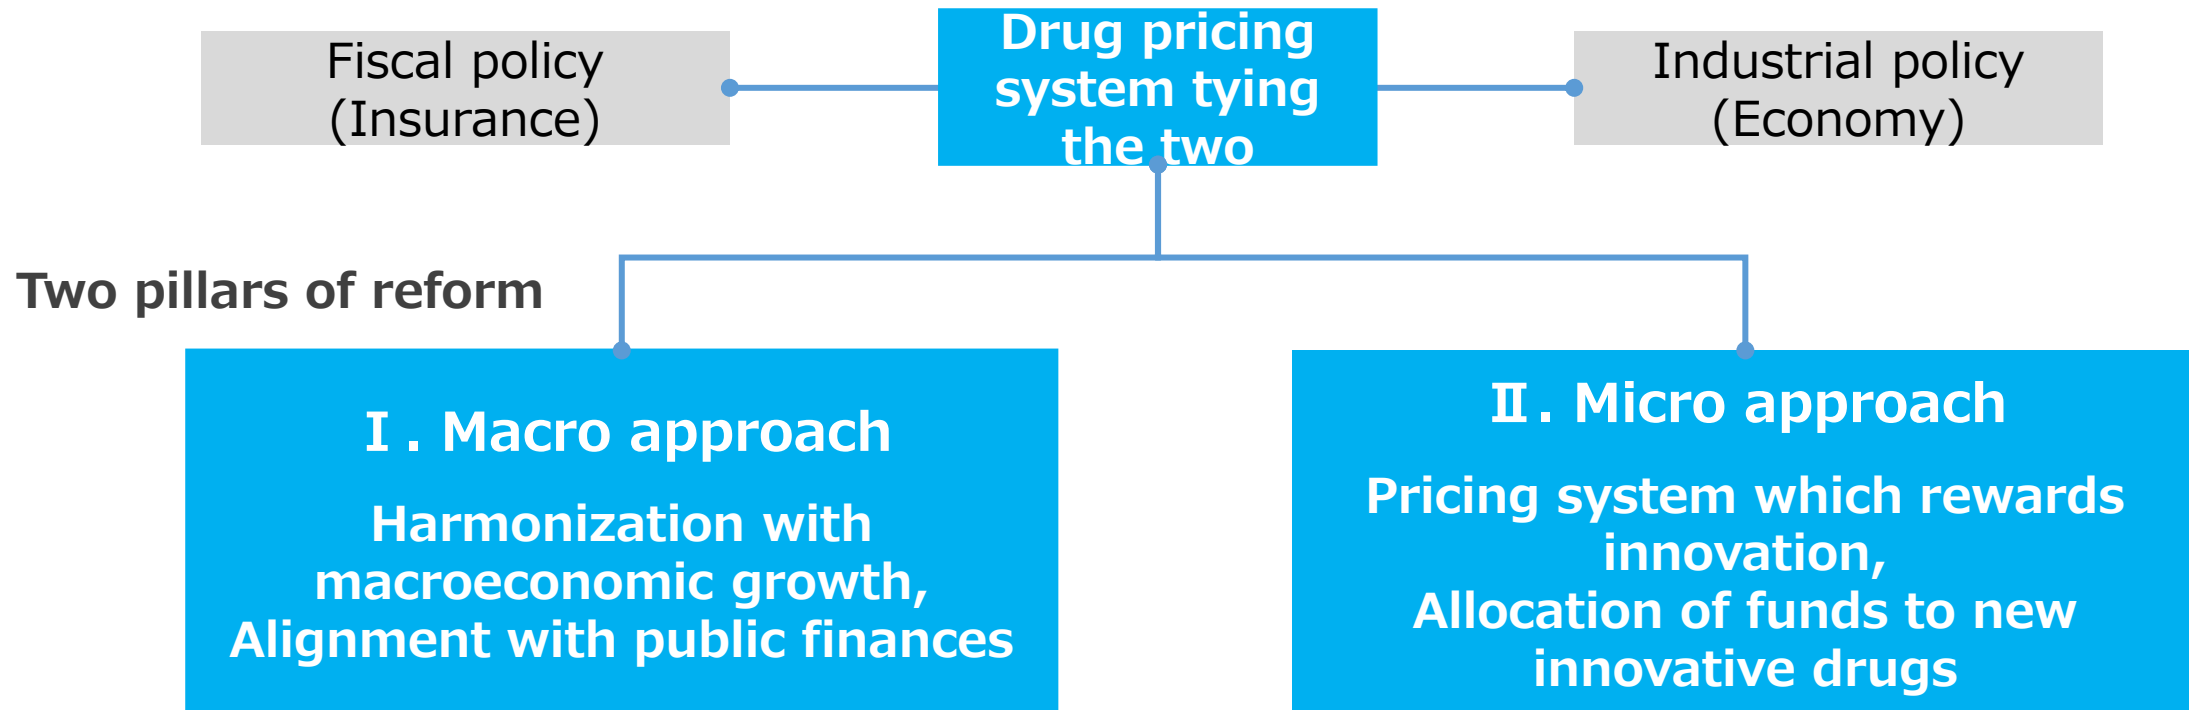 Fiscal policy
(Insurance)
Drug pricing
system tying
the two
Industrial policy
(Economy)
Two pillars of reform
Ⅰ. Macro approach
Harmonization with
macroeconomic growth,
Alignment with public finances
Ⅱ. Micro approach
Pricing system which rewards
innovation,
Allocation of funds to new
innovative drugs